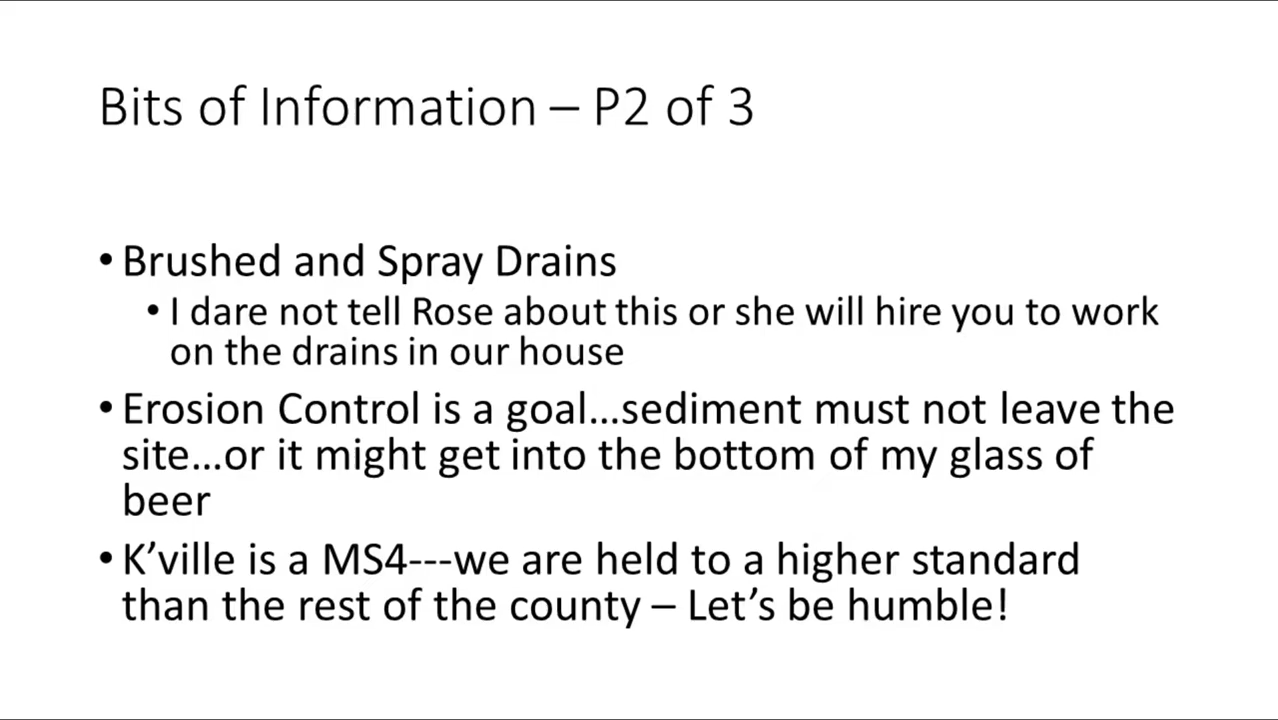 Bits of Information – P2 of 3
• Brushed and Spray Drains
• I dare not tell Rose about this or she will hire you to work
on the drains in our house
• Erosion Control is a goal…sediment must not leave the
site…or it might get into the bottom of my glass of
beer
• K’ville is a MS4---we are held to a higher standard
than the rest of the county – Let’s be humble!